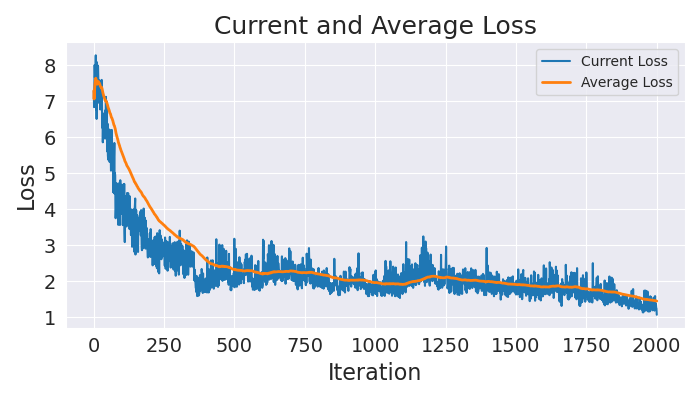 Current and Average Loss
Current Loss
Average Loss
Loss
8
7
6
5
4
3
2
1
0 250 500 750 1000 1250 1500 1750 2000
Iteration